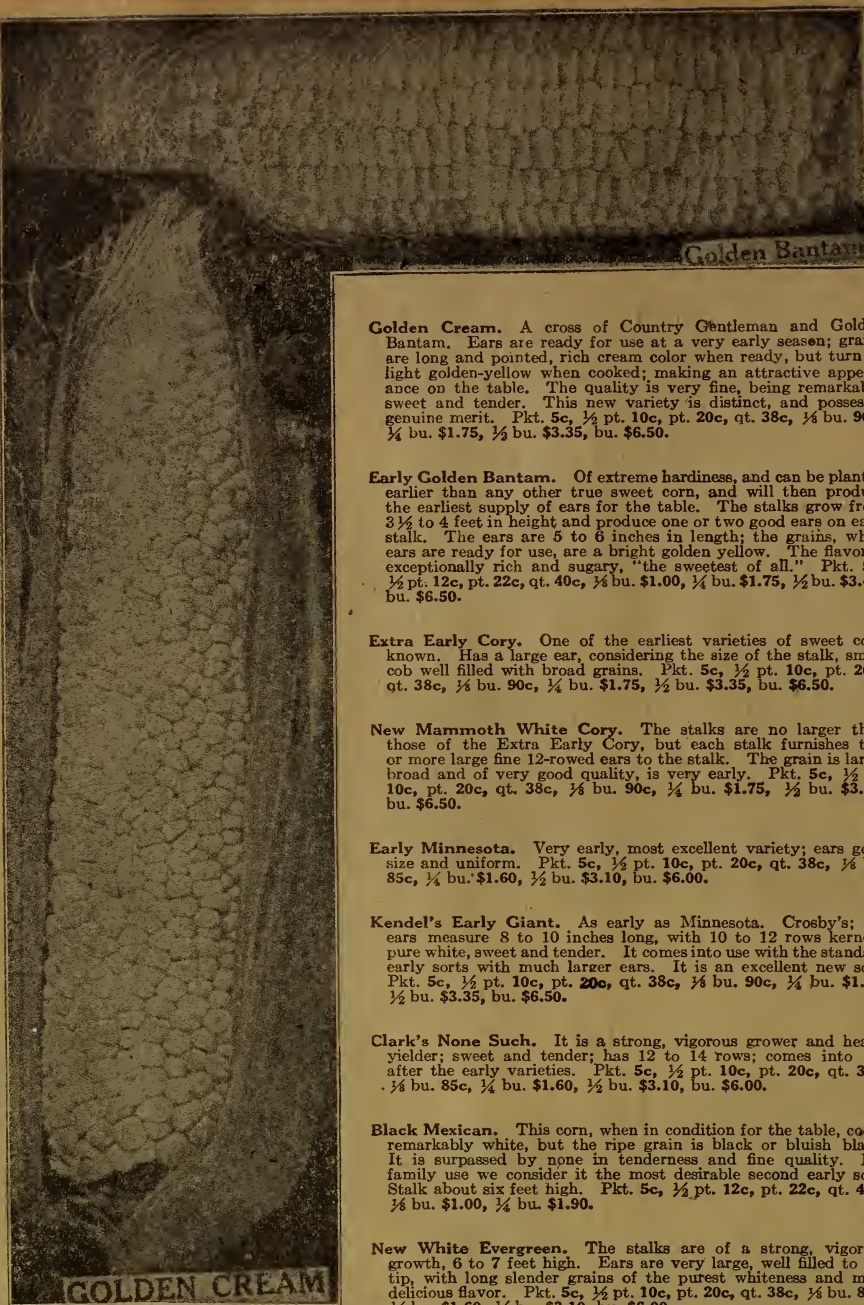 Golden Bantam
Golden Cream. A cross of Country Gentleman and Gold
Bantam. Ears are ready for use at a very early season; gra
are long and pointed, rich cream color when ready, but turn
light golden-yellow when cooked; making an attractive appe
ance on the table. The quality is very fine, being remarkab
sweet and tender. This new variety is distinct, and posses
genuine merit. Pkt. 5c, ½ pt. 10c, pt. 20c, qt. 38c, ⅛ bu. 9
¼ bu. $1.75, ½ bu. $3.35, bu. $6.50.
Early Golden Bantam. Of extreme hardiness, and can be plant
earlier than any other true sweet corn, and will then produ
the earliest supply of ears for the table. The stalks grow fr
3½ to 4 feet in height and produce one or two good ears on ea
stalk. The ears are 5 to 6 inches in length; the grains, wh
ears are ready for use, are a bright golden yellow. The flavor
exceptionally rich and sugary, "the sweetest of all." Pkt.
½ pt. 12c, pt. 22c, qt. 40c, ⅛ bu. $1.00, ¼ bu. $1.75, ½ bu. $3.
bu. $6.50.
Extra Early Cory. One of the earliest varieties of sweet co
known. Has a large ear, considering the size of the stalk, sm
cob well filled with broad grains. Pkt. 5c, ½ pt. 10c, pt. 2
qt. 38c, ⅛ bu. 90c, ¼ bu. $1.75, ½ bu. $3.35, bu. $6.50.
New Mammoth White Cory. The stalks are no larger th
those of the Extra Early Cory, but each stalk furnishes t
or more large fine 12-rowed ears to the stalk. The grain is lar
broad and of very good quality, is very early. Pkt. 5c, ½
10c, pt. 20c, qt. 38c, ⅛ bu. 90c, ¼ bu. $1.75, ½ bu. $3.
bu. $6.50.
Early Minnesota. Very early, most excellent variety; ears go
size and uniform. Pkt. 5c, ½ pt. 10c, pt. 20c, qt. 38c, ⅛
85c, ¼ bu. $1.60, ½ bu. $3.10, bu. $6.00.
Kendel's Early Giant. As early as Minnesota. Crosby's;
ears measure 8 to 10 inches long, with 10 to 12 rows kern
pure white, sweet and tender. It comes into use with the standa
early sorts with much larger ears. It is an excellent new so
Pkt. 5c, ½ pt. 10c, pt. 20c, qt. 38c, ⅛ bu. 90c, ¼ bu. $1.
½ bu. $3.35, bu. $6.50.
Clark's None Such. It is a strong, vigorous grower and hea
yielder; sweet and tender; has 12 to 14 rows; comes into
after the early varieties. Pkt. 5c, ½ pt. 10c, pt. 20c, qt. 3
⅛ bu. 85c, ¼ bu. $1.60, ½ bu. $3.10, bu. $6.00.
Black Mexican. This corn, when in condition for the table, co
remarkably white, but the ripe grain is black or bluish bla
It is surpassed by none in tenderness and fine quality.
family use we consider it the most desirable second early so
Stalk about six feet high. Pkt. 5c, ½ pt. 12c, pt. 22c, qt. 4
⅛ bu. $1.00, ¼ bu. $1.90.
New White Evergreen. The stalks are of a strong, vigor
growth, 6 to 7 feet high. Ears are very large, well filled to
tip, with long slender grains of the purest whiteness and m
delicious flavor. Pkt. 5c, ½ pt. 10c, pt. 20c, qt. 38c, ⅛ bu. 8
GOLDEN CREAM